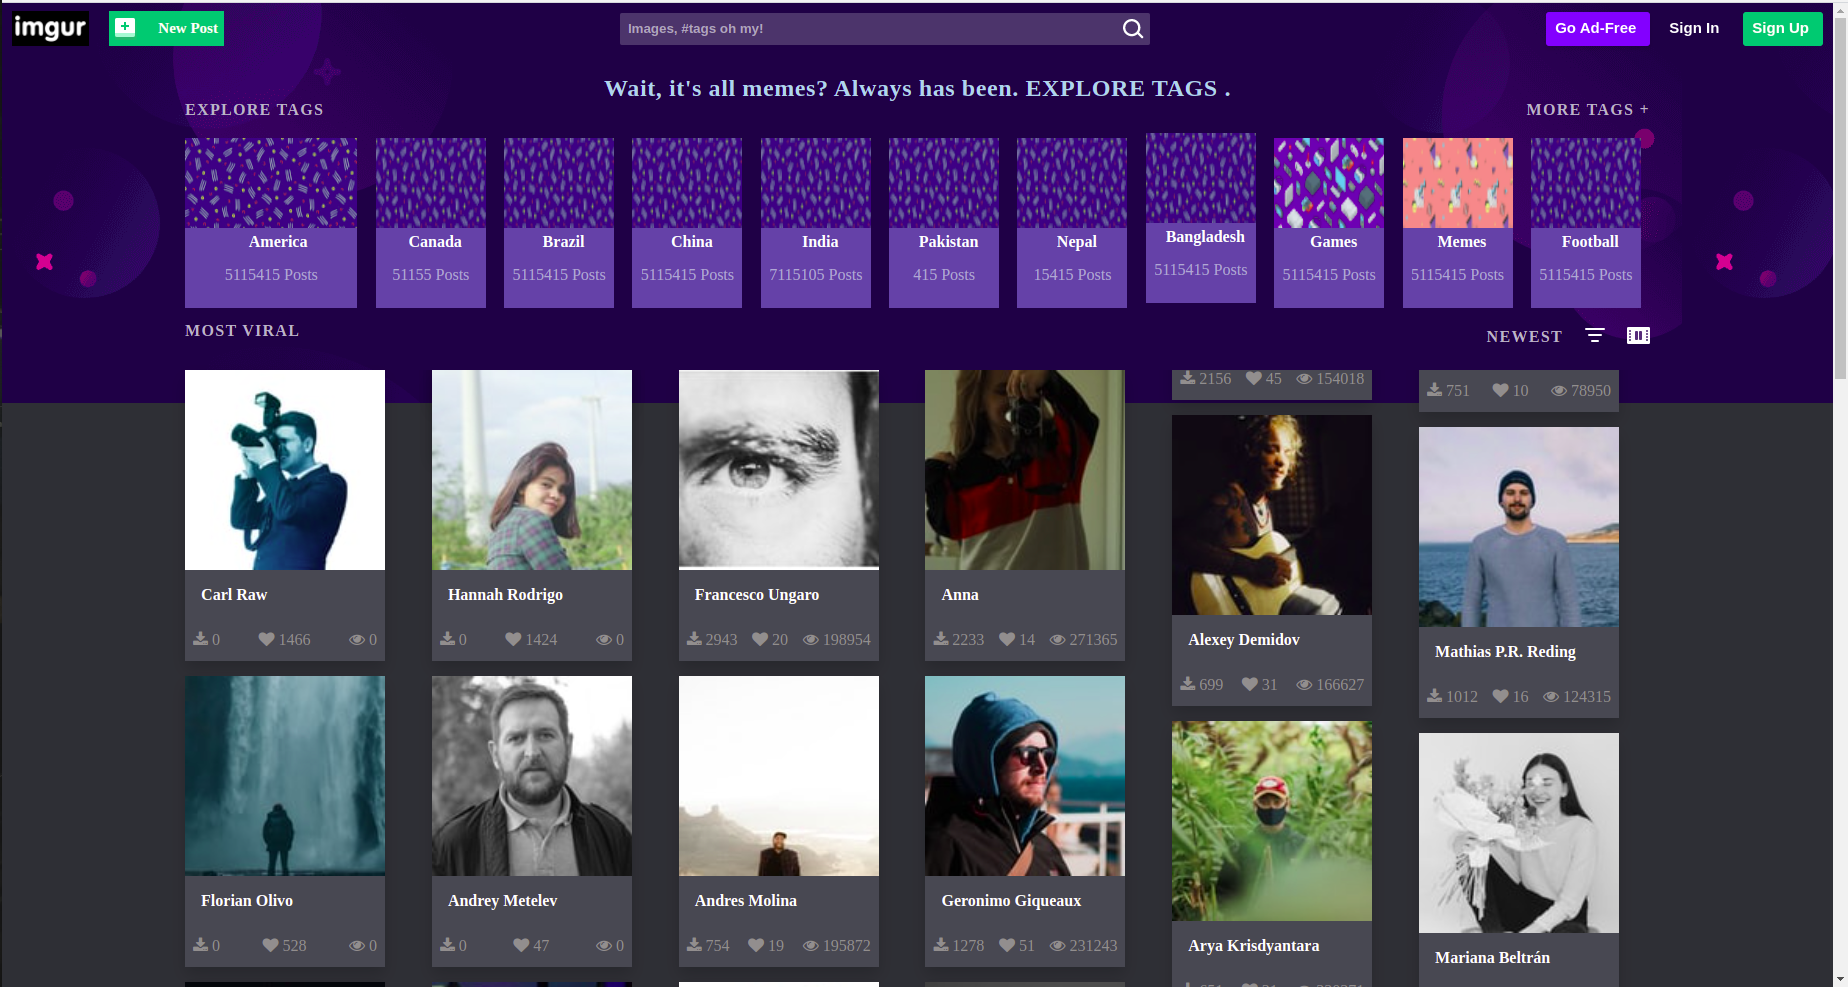 imgur
New Post
Images, #tags oh my!
Go Ad-Free
Sign In
Sign Up
Wait, it's all memes? Always has been. EXPLORE TAGS .
EXPLORE TAGS
MORE TAGS +
America
5115415 Posts
Canada
51155 Posts
Brazil
5115415 Posts
China
5115415 Posts
India
7115105 Posts
Pakistan
415 Posts
Nepal
15415 Posts
Bangladesh
5115415 Posts
Games
5115415 Posts
Memes
5115415 Posts
Football
5115415 Posts
MOST VIRAL
NEWEST
2156 45 154018
751 10 78950
Carl Raw
0 1466 0
Hannah Rodrigo
0 1424 0
Francesco Ungaro
2943 20 198954
Anna
2233 14 271365
Alexey Demidov
699 31 166627
Mathias P.R. Reding
1012 16 124315
Florian Olivo
0 528 0
Andrey Metelev
0 47 0
Andres Molina
754 19 195872
Geronimo Giqueaux
1278 51 231243
Arya Krisdyantara
Mariana Beltrán